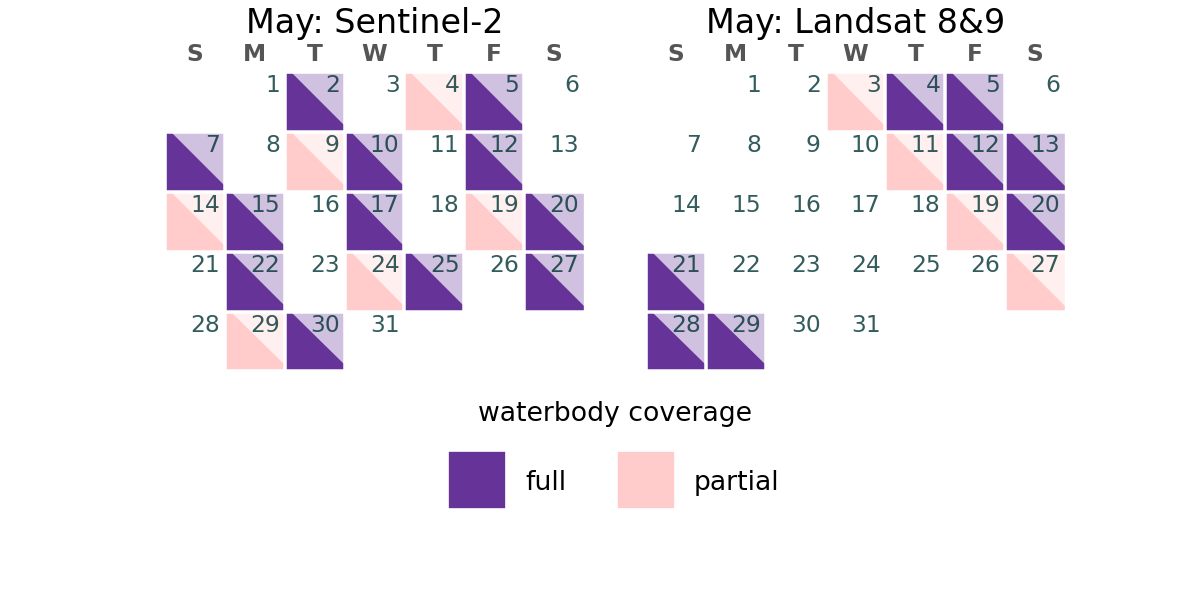 May: Sentinel-2
S M T W T F S
1 2 3 4 5 6
7 8 9 10 11 12 13
14 15 16 17 18 19 20
21 22 23 24 25 26 27
28 29 30 31
May: Landsat 8&9
S M T W T F S
1 2 3 4 5 6
7 8 9 10 11 12 13
14 15 16 17 18 19 20
21 22 23 24 25 26 27
28 29 30 31
waterbody coverage
full partial